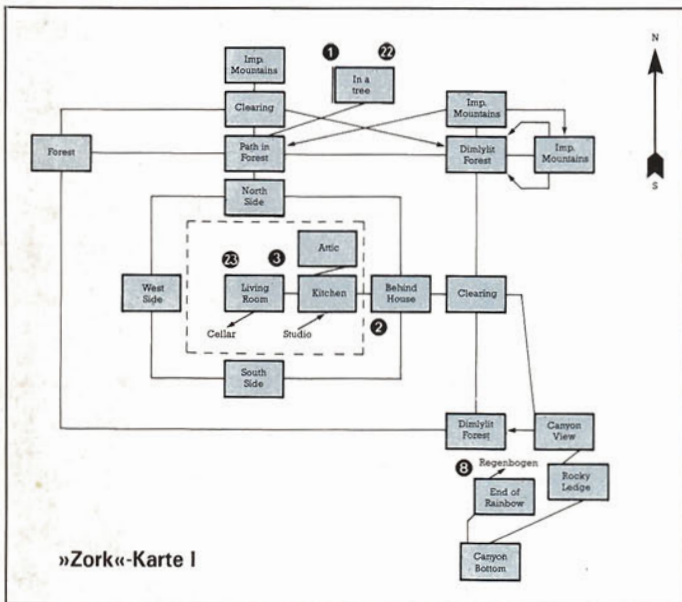 N
S
1
22
Imp.
Mountains
In a
tree
Clearing
Imp.
Mountains
Forest
Path in
Forest
Dimlylit
Forest
Imp.
Mountains
North
Side
Attic
23
3
West
Side
Living
Room
Kitchen
Behind
House
Clearing
Cellar
Studio
2
South
Side
Dimlylit
Forest
Canyon
View
8
Regenbogen
End of
Rainbow
Rocky
Ledge
Canyon
Bottom
»Zork«-Karte I